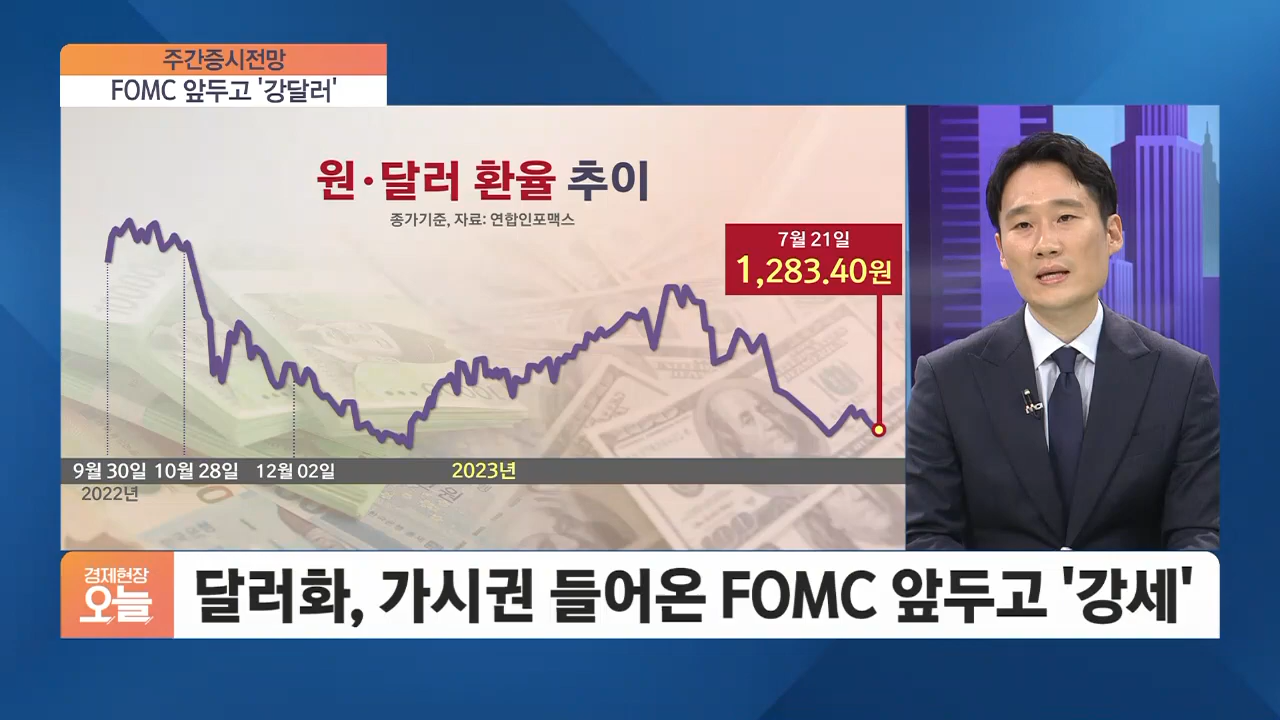 주간증시전망
FOMC 앞두고 '강달러'
원·달러 환율 추이
종가기준, 자료: 연합인포맥스
7월 21일
1,283.40원
9월 30일 10월 28일 12월 02일 2023년
2022년
경제현장
오늘
달러화, 가시권 들어온 FOMC 앞두고 '강세'